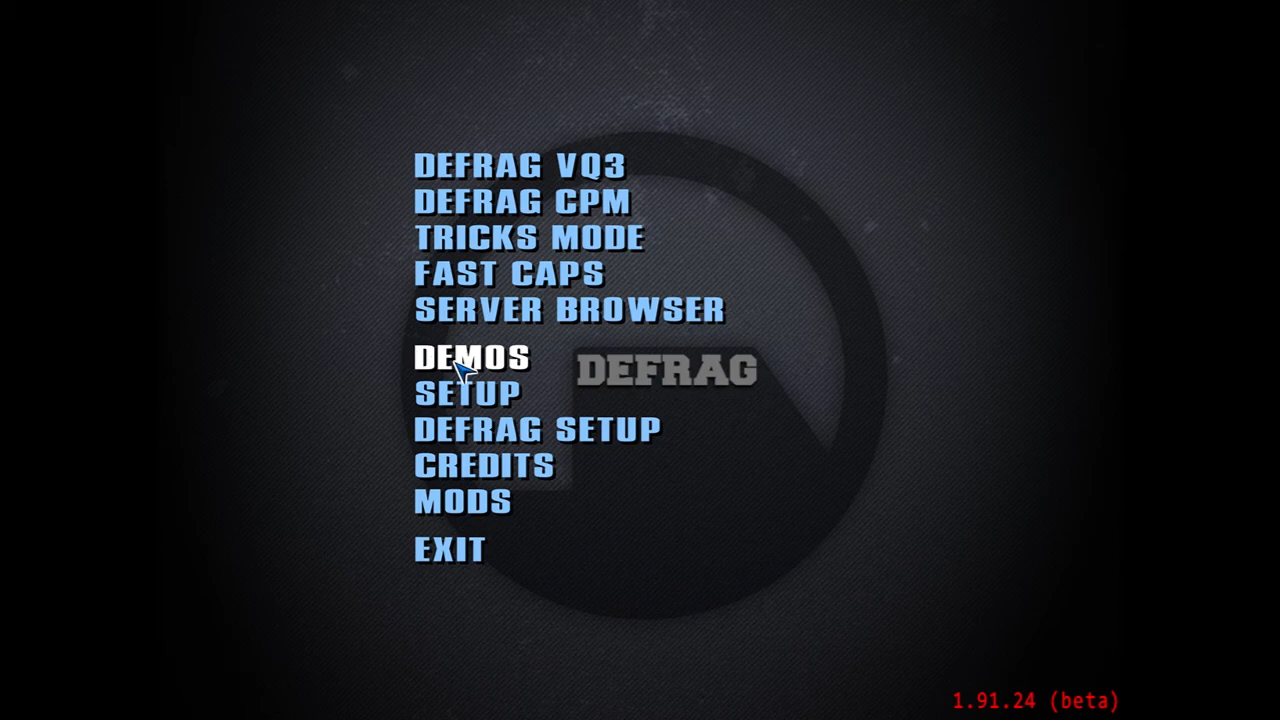 DEFRAG VQ3
DEFRAG CPM
TRICKS MODE
FAST CAPS
SERVER BROWSER
DEMOS
DEFRAG
SETUP
DEFRAG SETUP
CREDITS
MODS
EXIT
1.91.24 (beta)